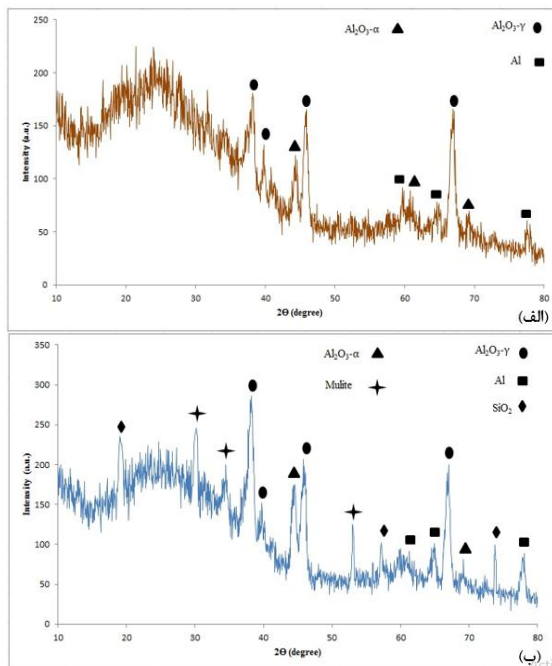 Al₂O₃-α
Al₂O₃-γ
Al
250
200
150
100
50
0
Intensity (a.u.)
10 20 30 40 50 60 70 80
2Θ (degree)
(الف)
Al₂O₃-α
Al₂O₃-γ
Mulite
Al
SiO₂
350
300
250
200
150
100
50
0
Intensity (a.u.)
10 20 30 40 50 60 70 80
2Θ (degree)
(ب)